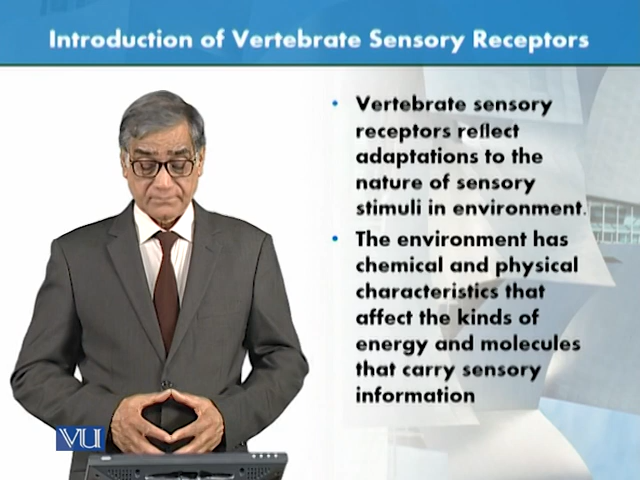 Introduction of Vertebrate Sensory Receptors
• Vertebrate sensory
receptors reflect
adaptations to the
nature of sensory
stimuli in environment.
• The environment has
chemical and physical
characteristics that
affect the kinds of
energy and molecules
that carry sensory
information
VU